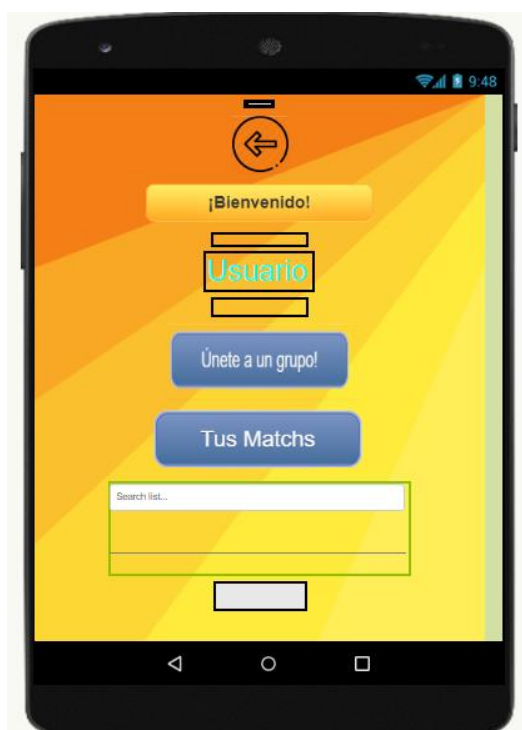 9:48
¡Bienvenido!
Usuario
Únete a un grupo!
Tus Matchs
Search list...